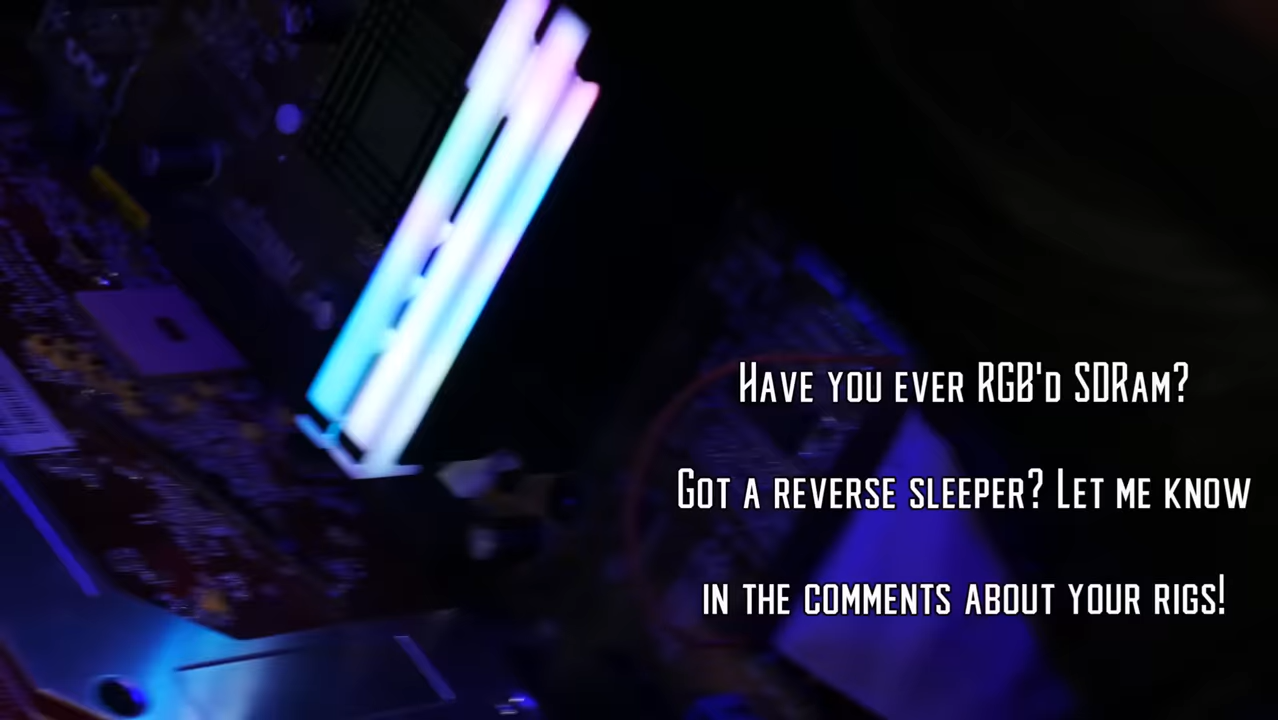 Have you ever RGB'd SDRam?
Got a reverse sleeper? Let me know
in the comments about your rigs!